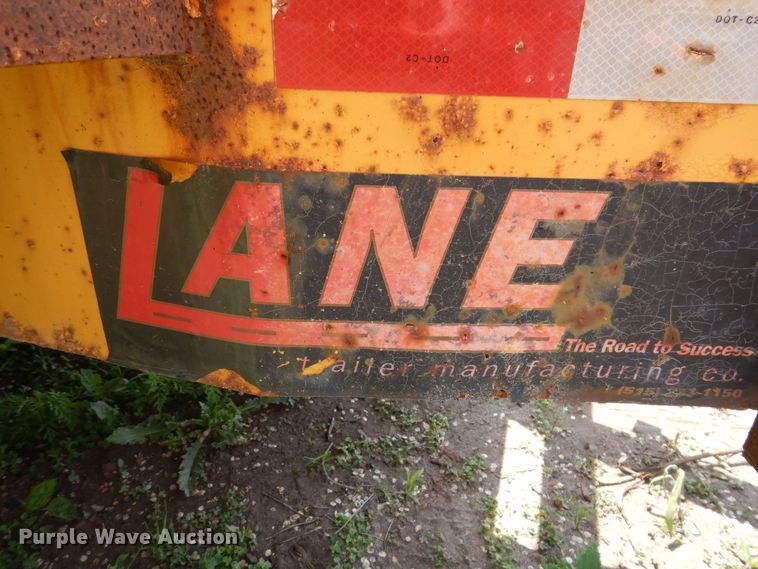 DOT-C2
DOT-C2
LANE
The Road to Success
trailer manufacturing co.
Purple Wave Auction